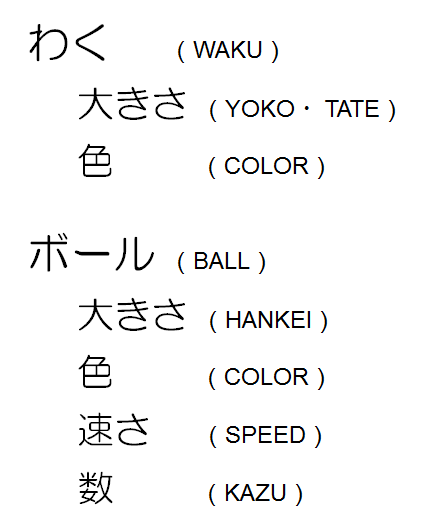 わく (WAKU)
大きさ (YOKO・TATE)
色 (COLOR)
ボール (BALL)
大きさ (HANKEI)
色 (COLOR)
速さ (SPEED)
数 (KAZU)